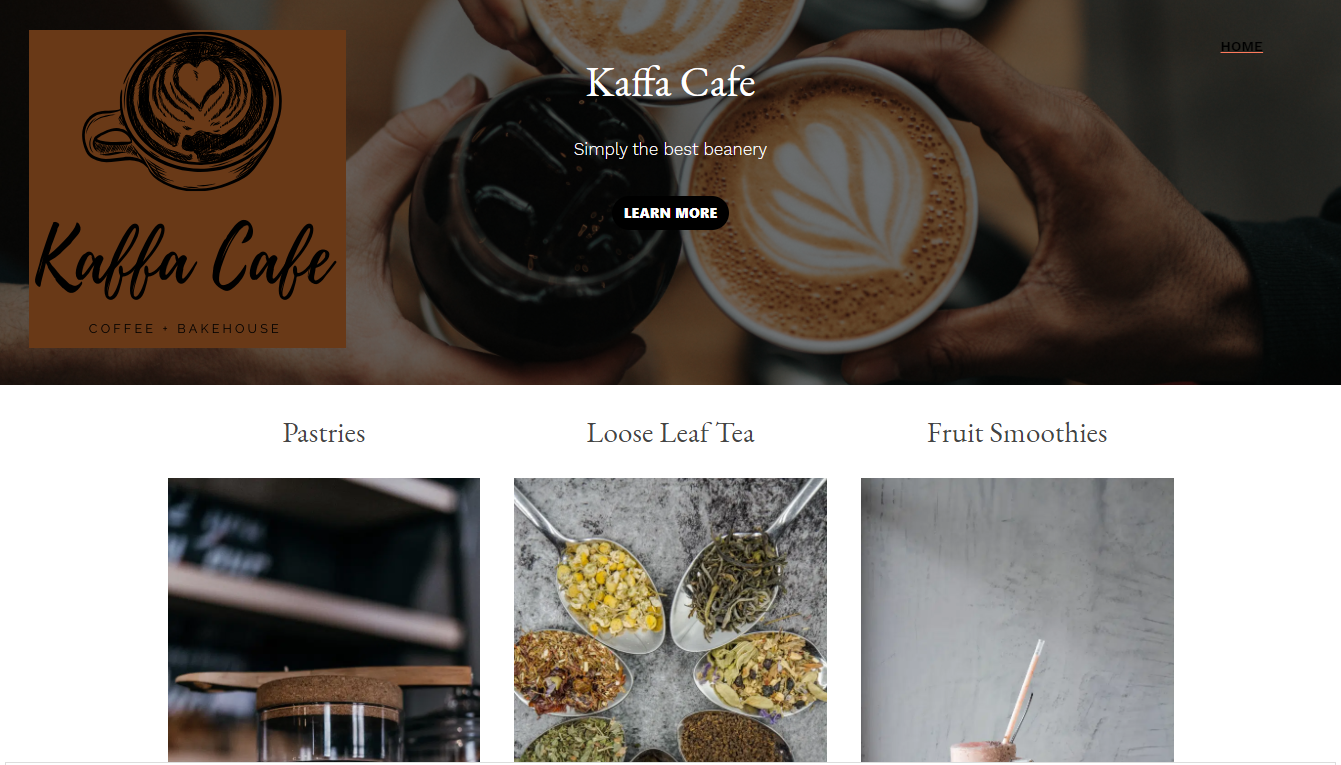 HOME
Kaffa Cafe
Simply the best beanery
LEARN MORE
Kaffa Cafe
COFFEE + BAKEHOUSE
Pastries
Loose Leaf Tea
Fruit Smoothies